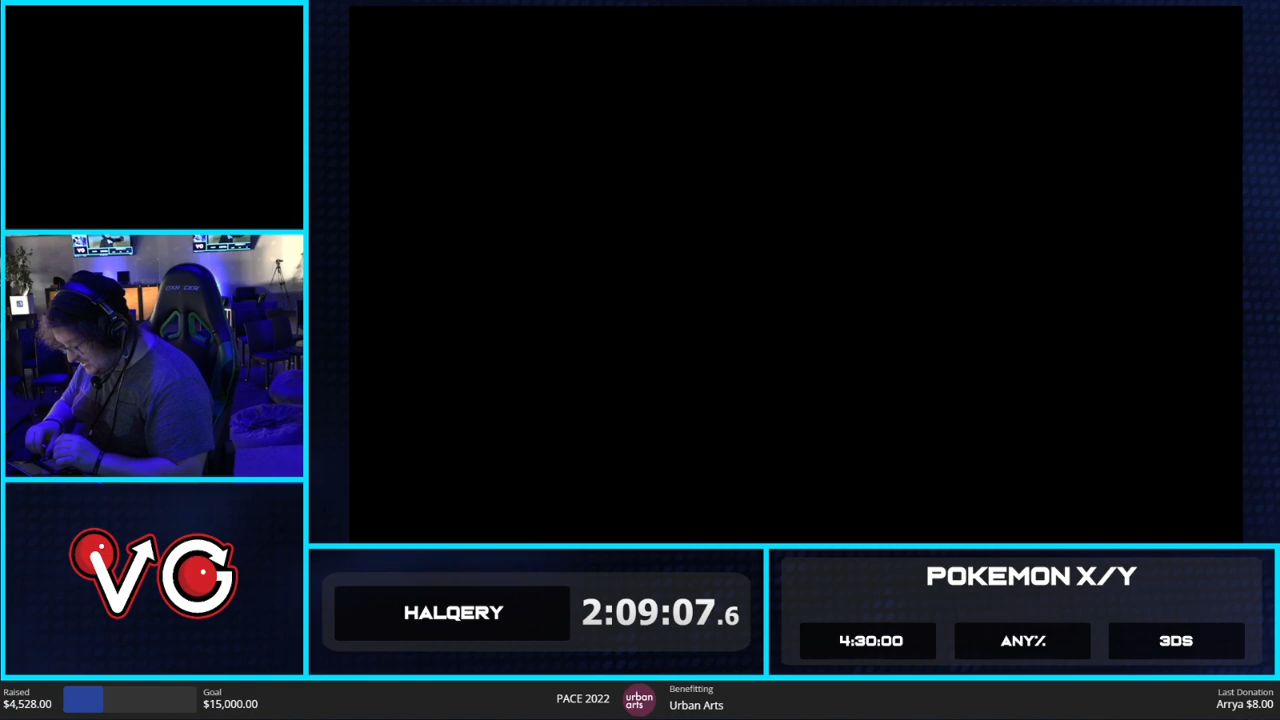 VG
HALQERY
2:09:07.6
POKEMON X/Y
4:30:00
ANY%
3DS
Raised
$4,528.00
Goal
$15,000.00
PACE 2022
urban
arts
Benefitting
Urban Arts
Last Donation
Arrya $8.00